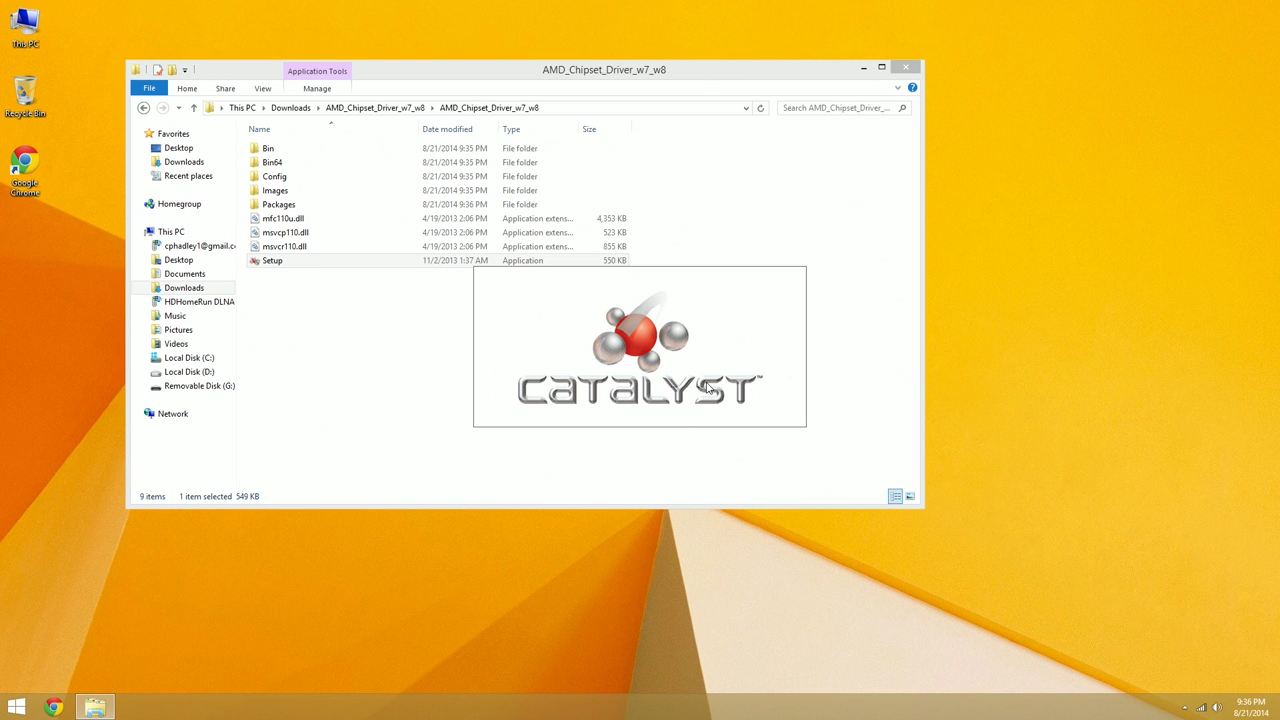 This PC
Recycle Bin
Google
Chrome
Application Tools
AMD_Chipset_Driver_w7_w8
File
Home
Share
View
Manage
This PC
Downloads
AMD_Chipset_Driver_w7_w8
AMD_Chipset_Driver_w7_w8
Search AMD_Chipset_Driver_...
Name
Date modified
Type
Size
Favorites
Desktop
Downloads
Recent places
Homegroup
This PC
cphadley1@gmail.c
Desktop
Documents
Downloads
HDHomeRun DLNA
Music
Pictures
Videos
Local Disk (C:)
Local Disk (D:)
Removable Disk (G:)
Network
Bin 8/21/2014 9:35 PM File folder
Bin64 8/21/2014 9:35 PM File folder
Config 8/21/2014 9:35 PM File folder
Images 8/21/2014 9:35 PM File folder
Packages 8/21/2014 9:35 PM File folder
mfc110u.dll 4/19/2013 2:06 PM Application extens... 4,353 KB
msvcp110.dll 4/19/2013 2:06 PM Application extens... 523 KB
msvcr110.dll 4/19/2013 2:06 PM Application extens... 855 KB
Setup 11/2/2013 1:37 AM Application 550 KB
CATALYST™
9 items 1 item selected 549 KB
9:36 PM
8/21/2014